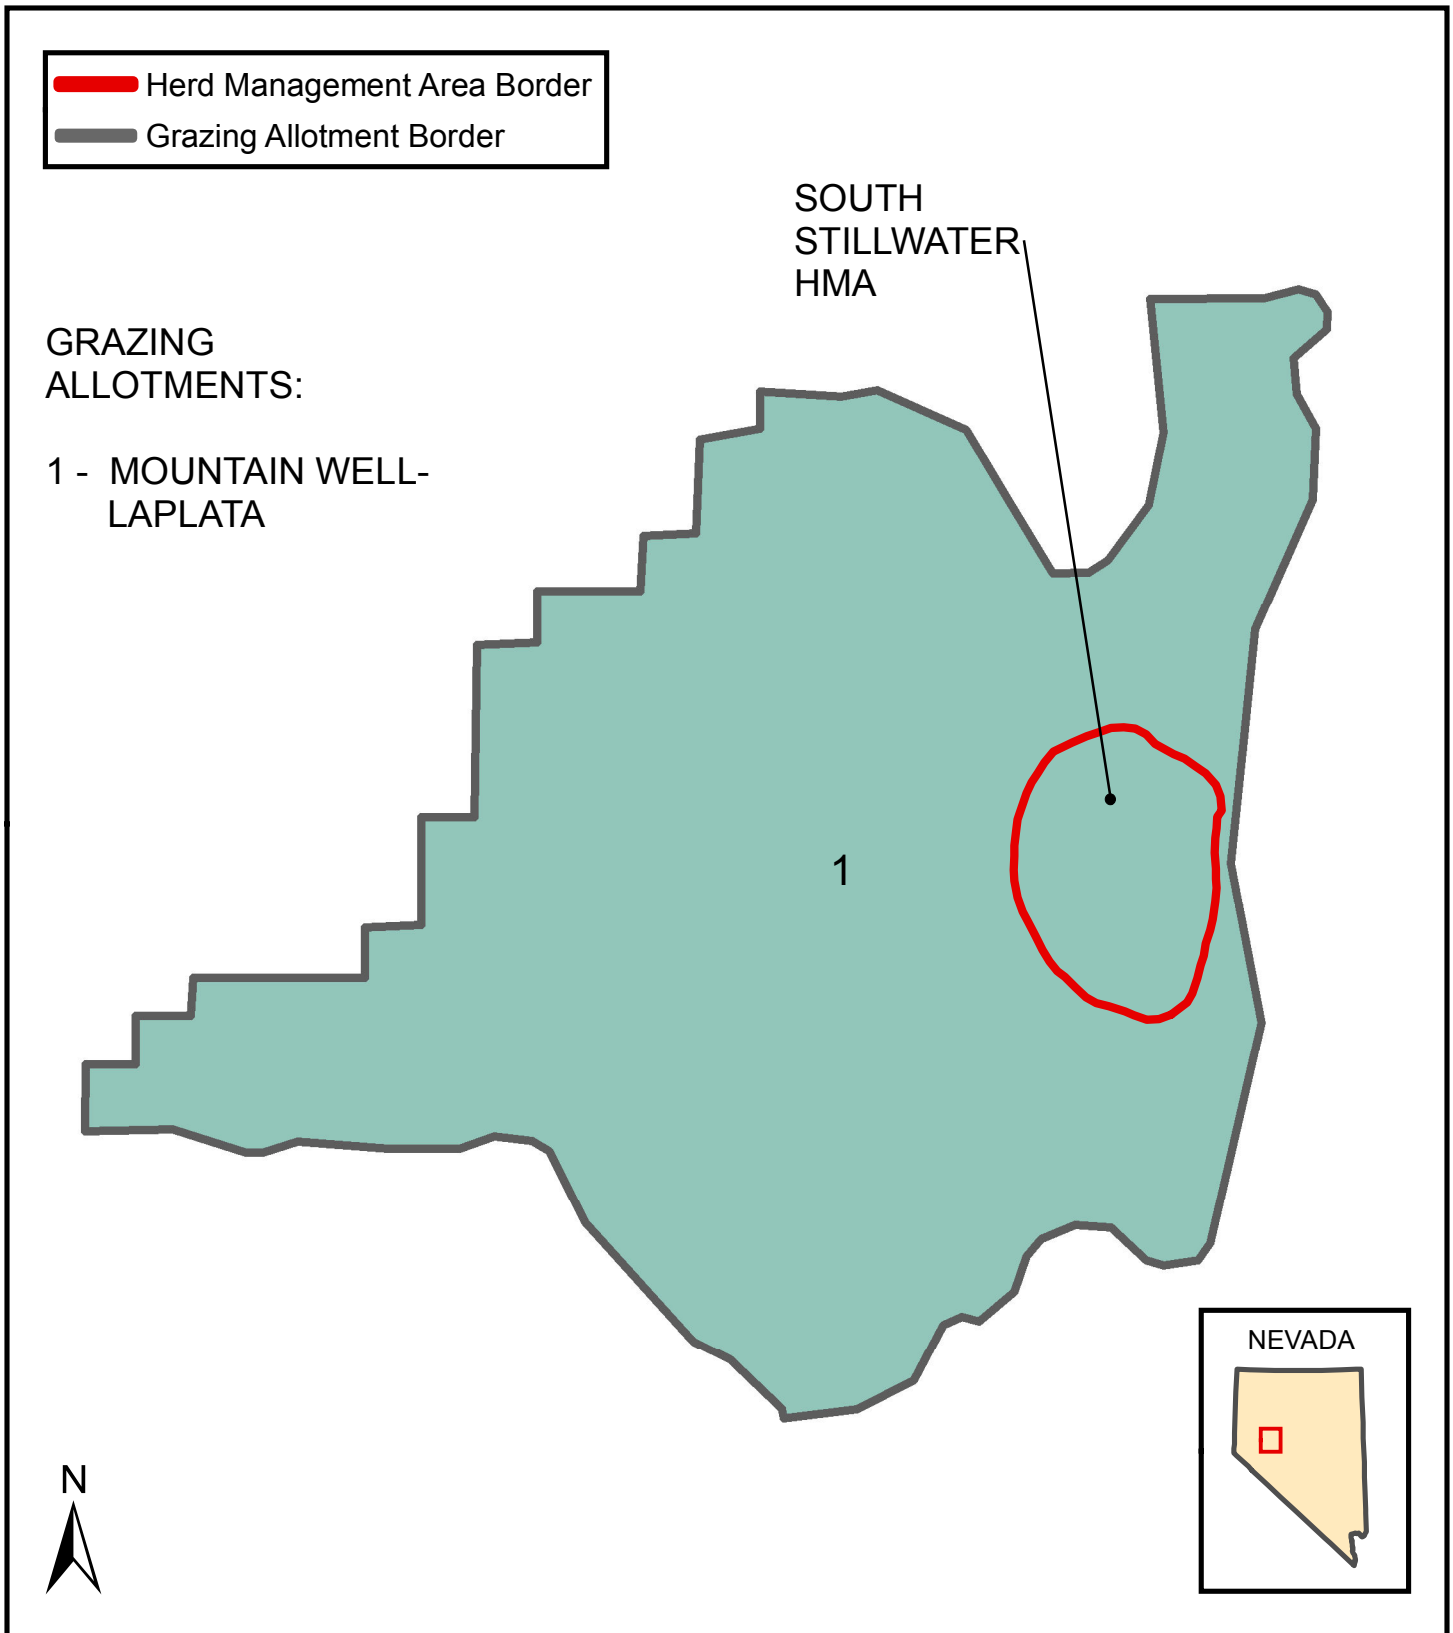 Herd Management Area Border
Grazing Allotment Border
SOUTH
STILLWATER
HMA
GRAZING
ALLOTMENTS:
1 - MOUNTAIN WELL-
LAPLATA
1
NEVADA
N